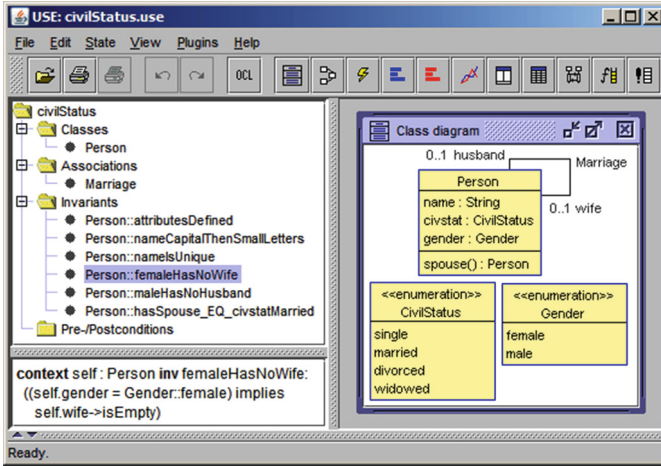 USE: civilStatus.use
File Edit State View Plugins Help
OCL
civilStatus
Classes
Person
Associations
Marriage
Invariants
Person::attributesDefined
Person::nameCapitalThenSmallLetters
Person::nameIsUnique
Person::femaleHasNoWife
Person::maleHasNoHusband
Person::hasSpouse_EQ_civstatMarried
Pre-/Postconditions
context self : Person inv femaleHasNoWife:
((self.gender = Gender::female) implies
self.wife->isEmpty)
Class diagram
0..1 husband
Marriage
Person
name : String
civstat : CivilStatus
gender : Gender
0..1 wife
spouse() : Person
<<enumeration>>
CivilStatus
single
married
divorced
widowed
<<enumeration>>
Gender
female
male
Ready.